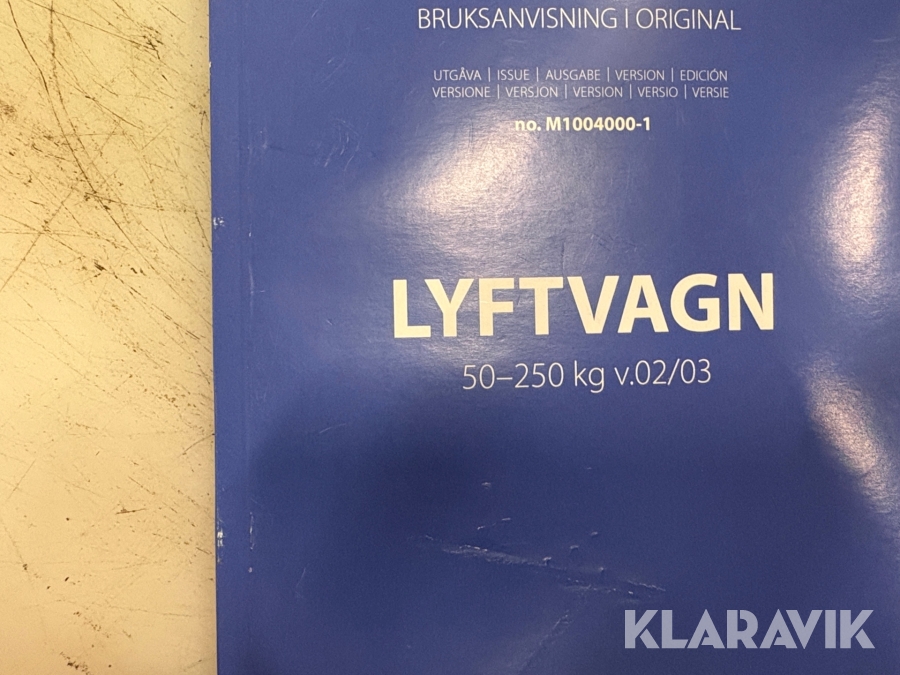 BRUKSANVISNING I ORIGINAL
UTGÅVA | ISSUE | AUSGABE | VERSION | EDICIÓN
VERSIONE | VERSJON | VERSION | VERSIO | VERSIE
no. M1004000-1
LYFTVAGN
50–250 kg v.02/03
KLARAVIK